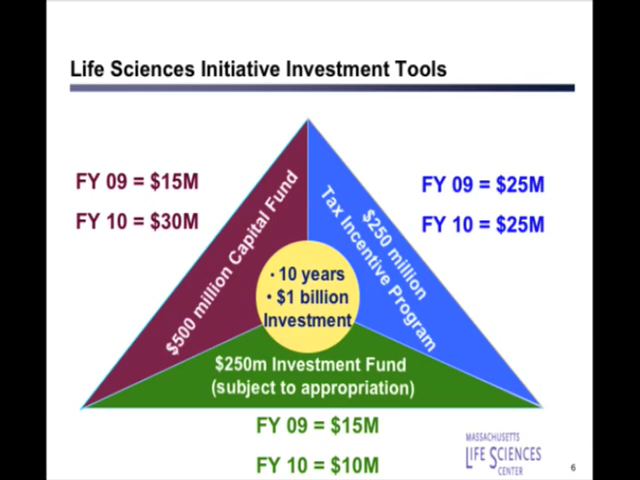 Life Sciences Initiative Investment Tools
FY 09 = $15M
FY 10 = $30M
FY 09 = $25M
FY 10 = $25M
$500 million Capital Fund
$250 million
Tax Incentive Program
· 10 years
• $1 billion
Investment
$250m Investment Fund
(subject to appropriation)
FY 09 = $15M
FY 10 = $10M
MASSACHUSETTS
LIFE SCIENCES
CENTER
6